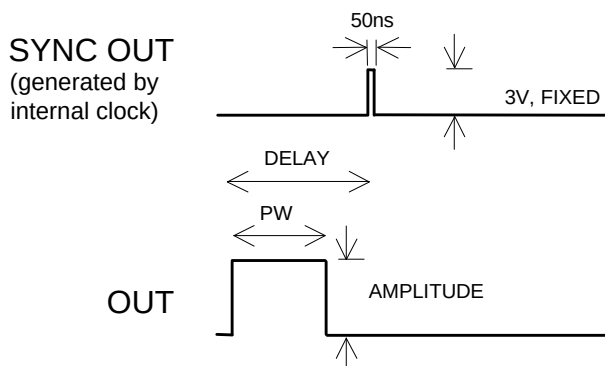 50ns
SYNC OUT
(generated by
internal clock)
3V, FIXED
DELAY
PW
AMPLITUDE
OUT